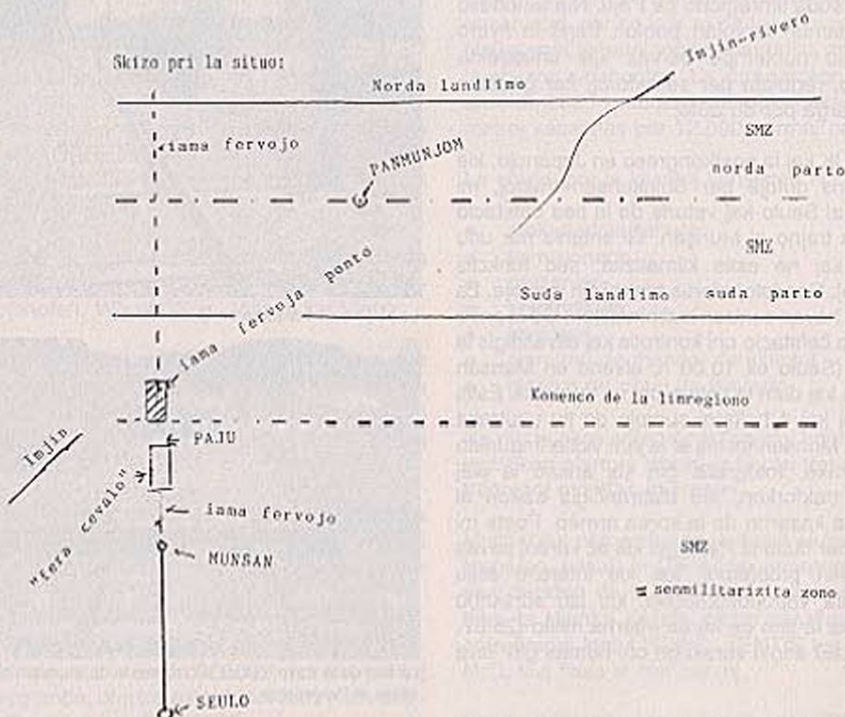 Skizo pri la situo:
Imjin-rivero
Norda landlimo
iama fervojo
SMZ
PANMUNJOM
norda parto
SMZ
Suda landlimo
suda parto
iama fervoja ponto
Komenco de la limregiono
Imjin
PAJU
"fera cevalo"
iama fervojo
MUNSAN
SMZ
= senmilitarizita zono
SEULO